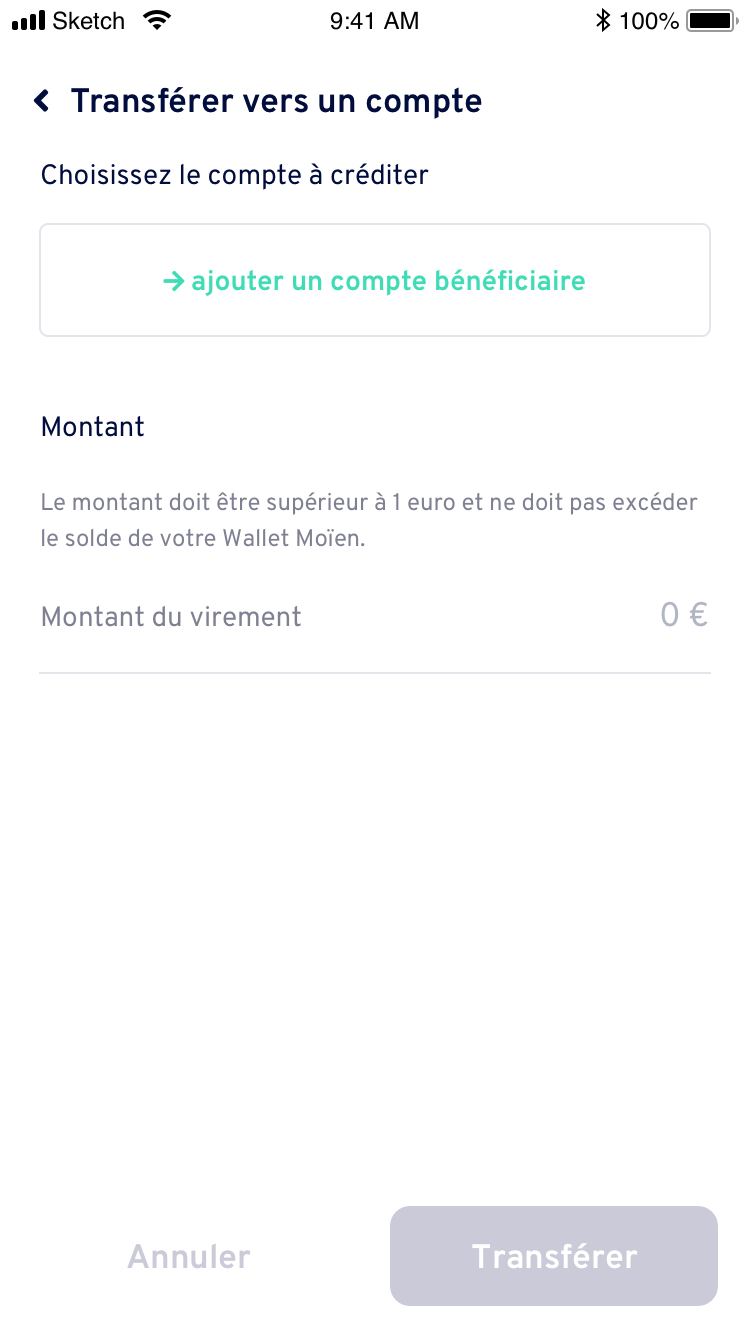 Sketch 9:41 AM 100%
Transférer vers un compte
Choisissez le compte à créditer
→ ajouter un compte bénéficiaire
Montant
Le montant doit être supérieur à 1 euro et ne doit pas excéder
le solde de votre Wallet Moïen.
Montant du virement 0 €
Annuler Transférer